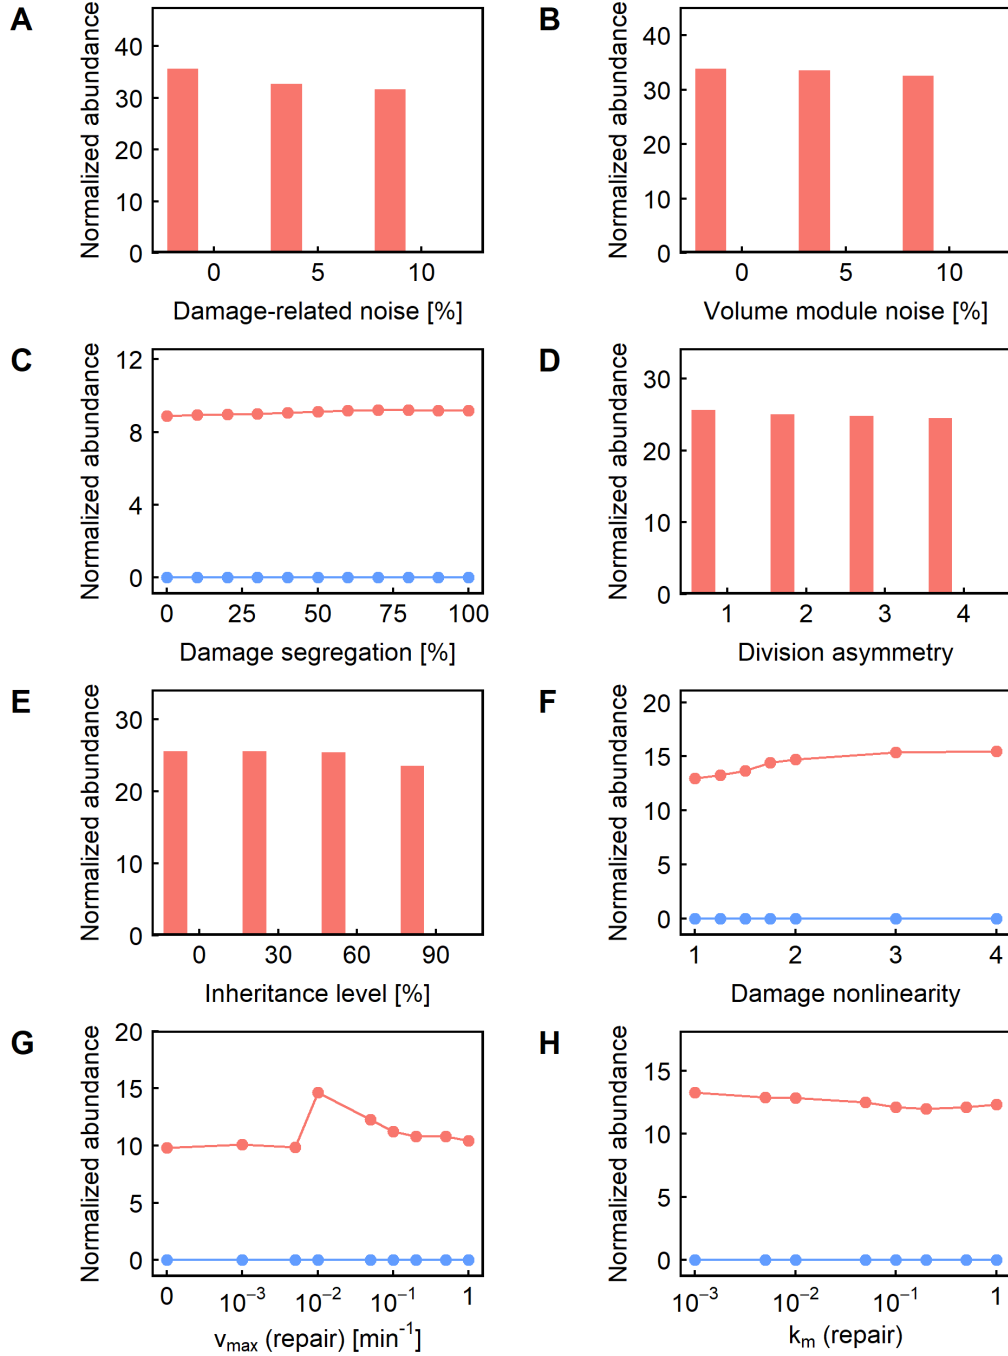 A
Normalized abundance
40
30
20
10
0
0 5 10
Damage-related noise [%]
B
Normalized abundance
40
30
20
10
0
0 5 10
Volume module noise [%]
C
Normalized abundance
12
8
4
0
0 25 50 75 100
Damage segregation [%]
D
Normalized abundance
30
20
10
0
1 2 3 4
Division asymmetry
E
Normalized abundance
30
20
10
0
0 30 60 90
Inheritance level [%]
F
Normalized abundance
20
15
10
5
0
1 2 3 4
Damage nonlinearity
G
Normalized abundance
20
15
10
5
0
0 10⁻³ 10⁻² 10⁻¹ 1
vₘₐₓ (repair) [min⁻¹]
H
Normalized abundance
15
10
5
0
10⁻³ 10⁻² 10⁻¹ 1
kₘ (repair)